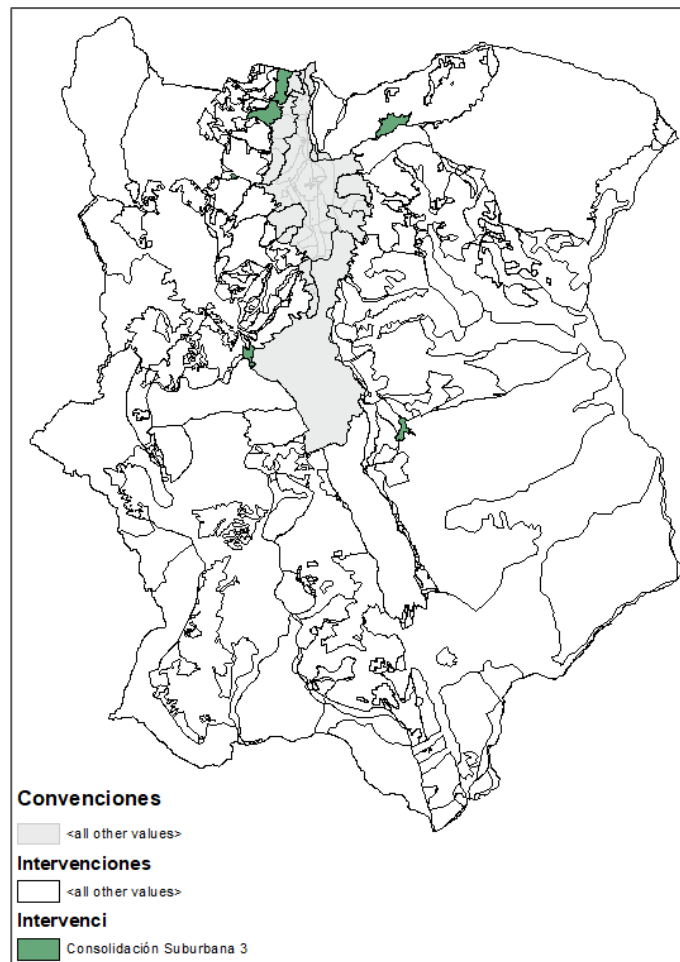 Convenciones
<all other values>
Intervenciones
<all other values>
Intervenci
Consolidación Suburbana 3